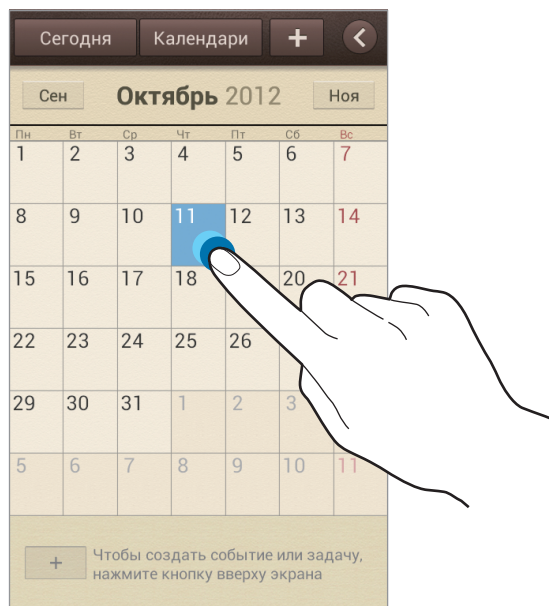 Сегодня Календари + <
Сен Октябрь 2012 Ноя
Пн Вт Ср Чт Пт Сб Вс
1 2 3 4 5 6 7
8 9 10 11 12 13 14
15 16 17 18 20 21
22 23 24 25 26
29 30 31 1 2 3
5 6 7 8 9 10 11
+ Чтобы создать событие или задачу,
нажмите кнопку вверху экрана